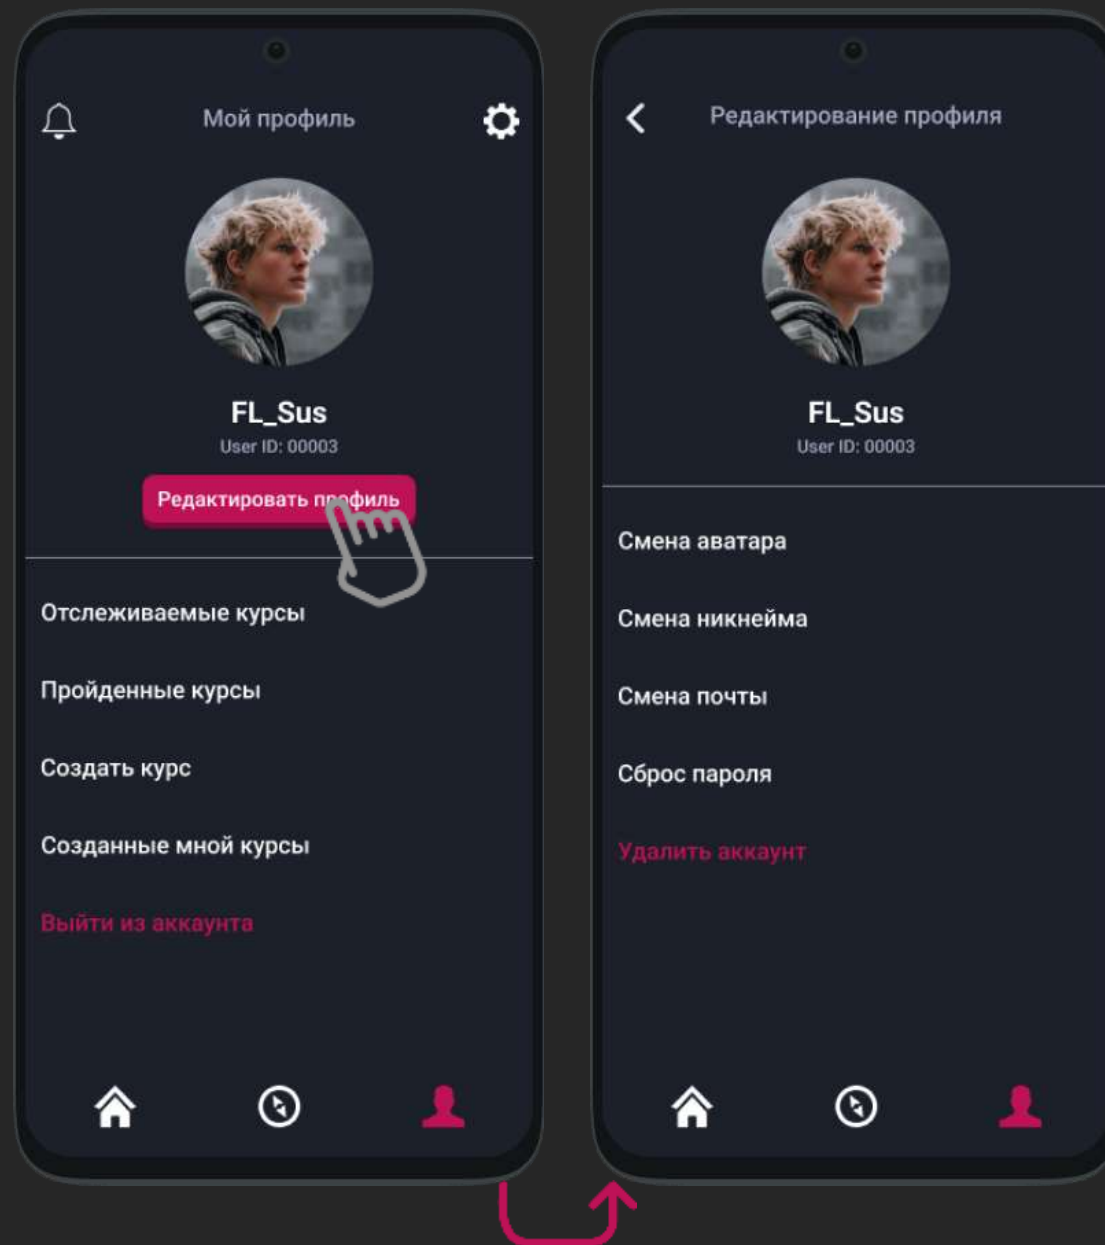 Мой профиль
FL_Sus
User ID: 00003
Редактировать профиль
Отслеживаемые курсы
Пройденные курсы
Создать курс
Созданные мной курсы
Выйти из аккаунта
Редактирование профиля
FL_Sus
User ID: 00003
Смена аватара
Смена никнейма
Смена почты
Сброс пароля
Удалить аккаунт